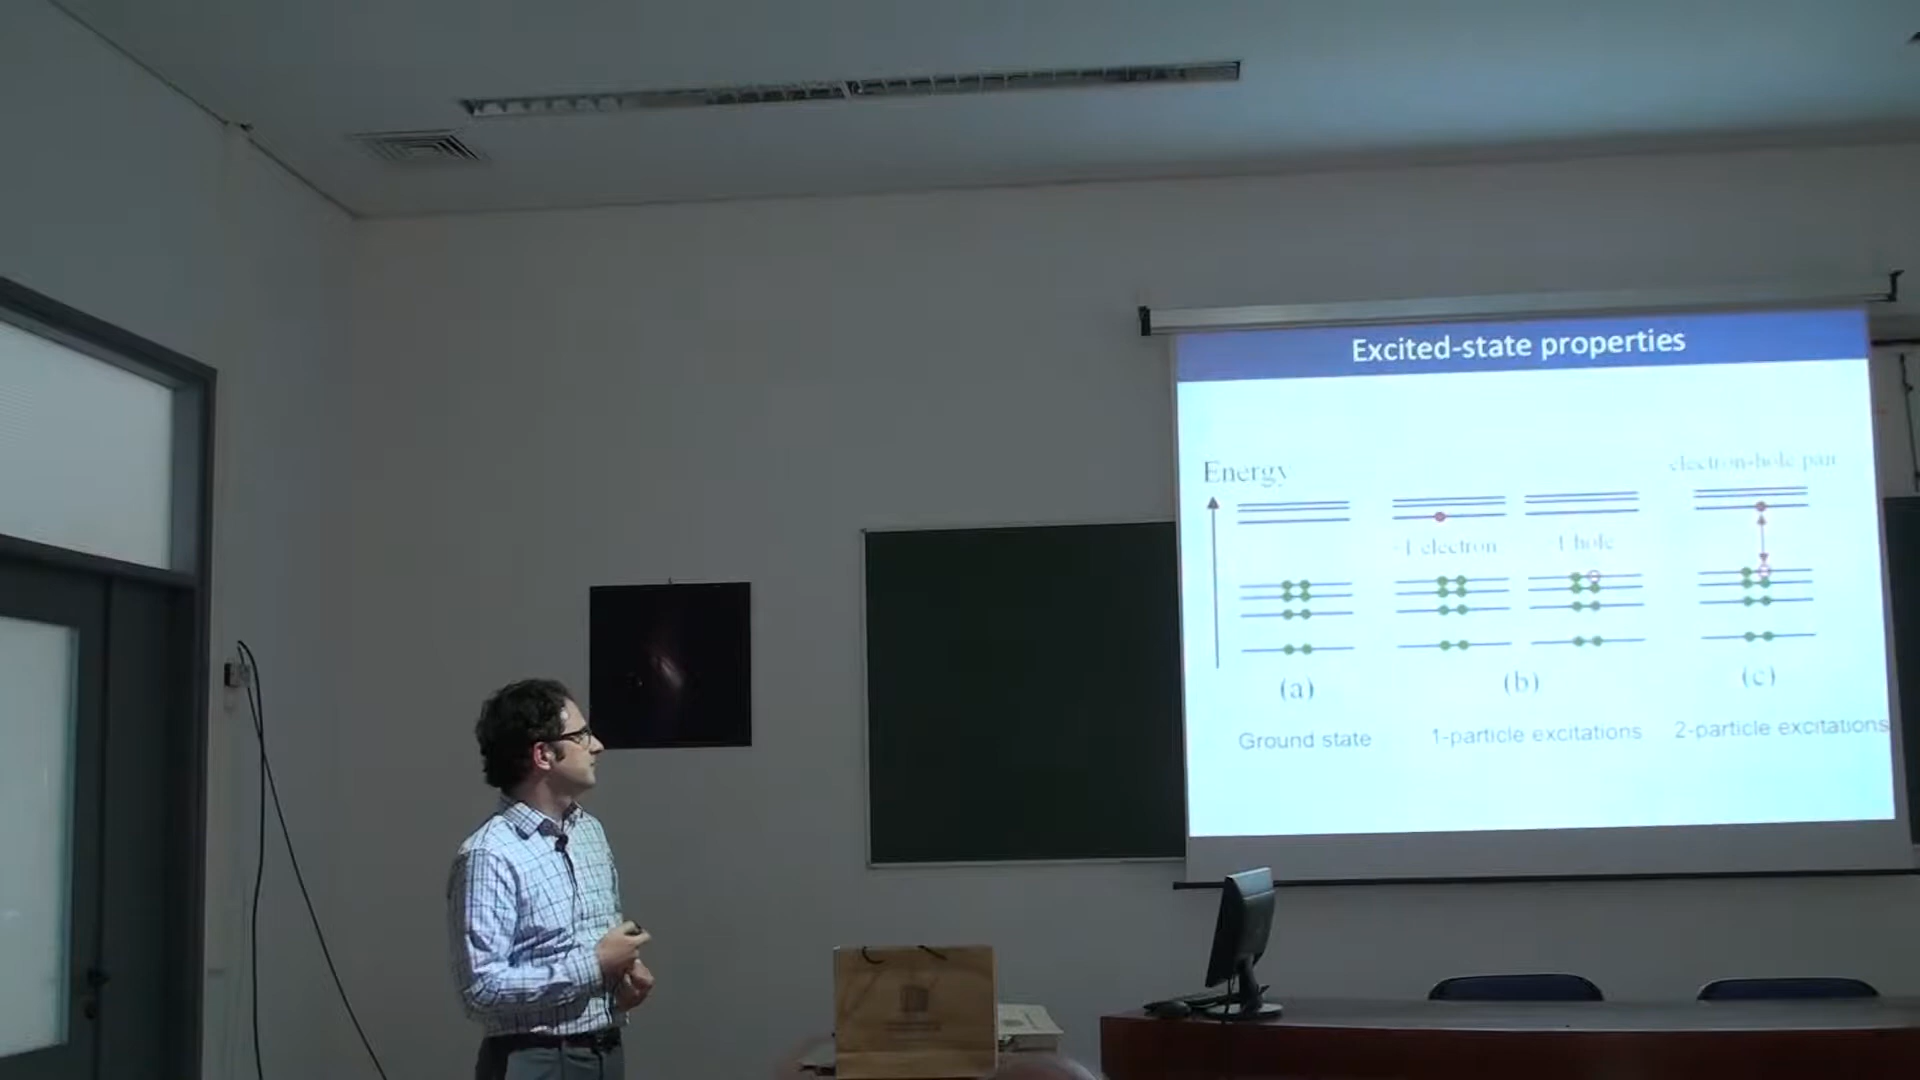 Excited-state properties
Energy
electron-hole pair
-1 electron
1 hole
(a)
(b)
(c)
Ground state
1-particle excitations
2-particle excitations